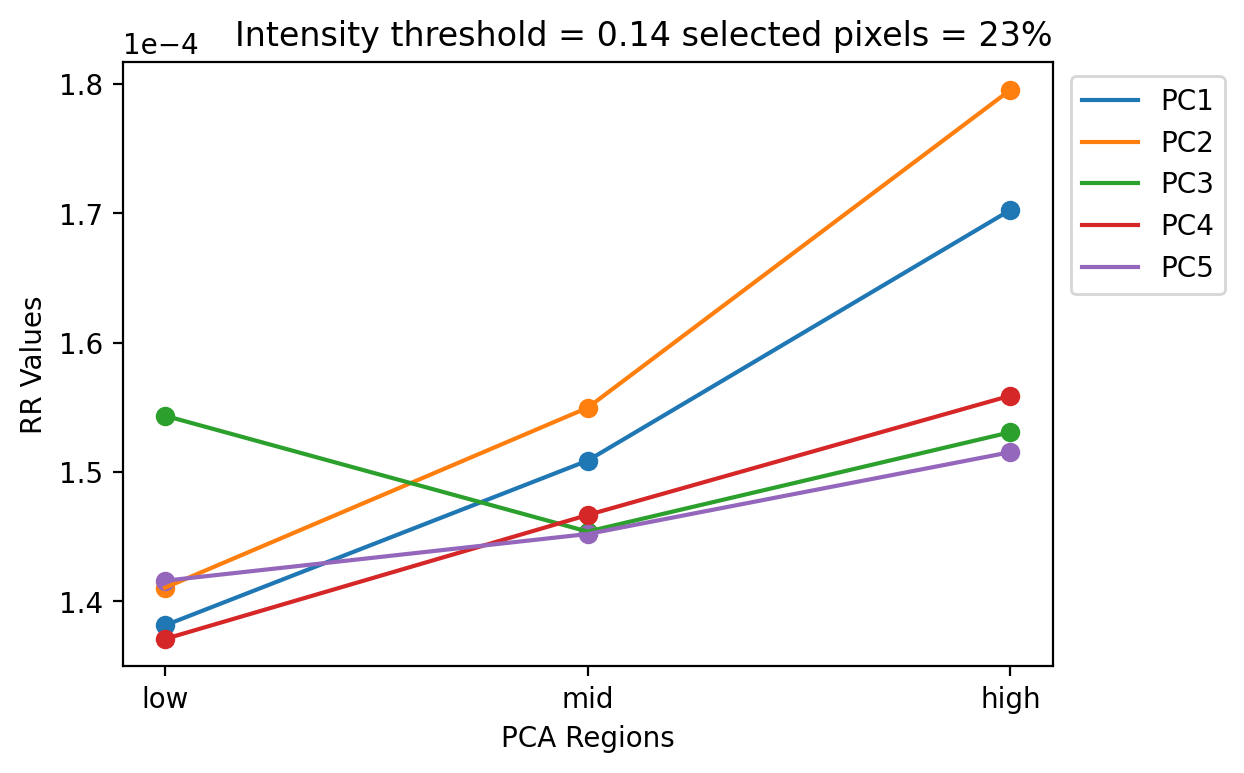 1e−4 Intensity threshold = 0.14 selected pixels = 23%
1.8
1.7
1.6
1.5
1.4
RR Values
low mid high
PCA Regions
PC1
PC2
PC3
PC4
PC5